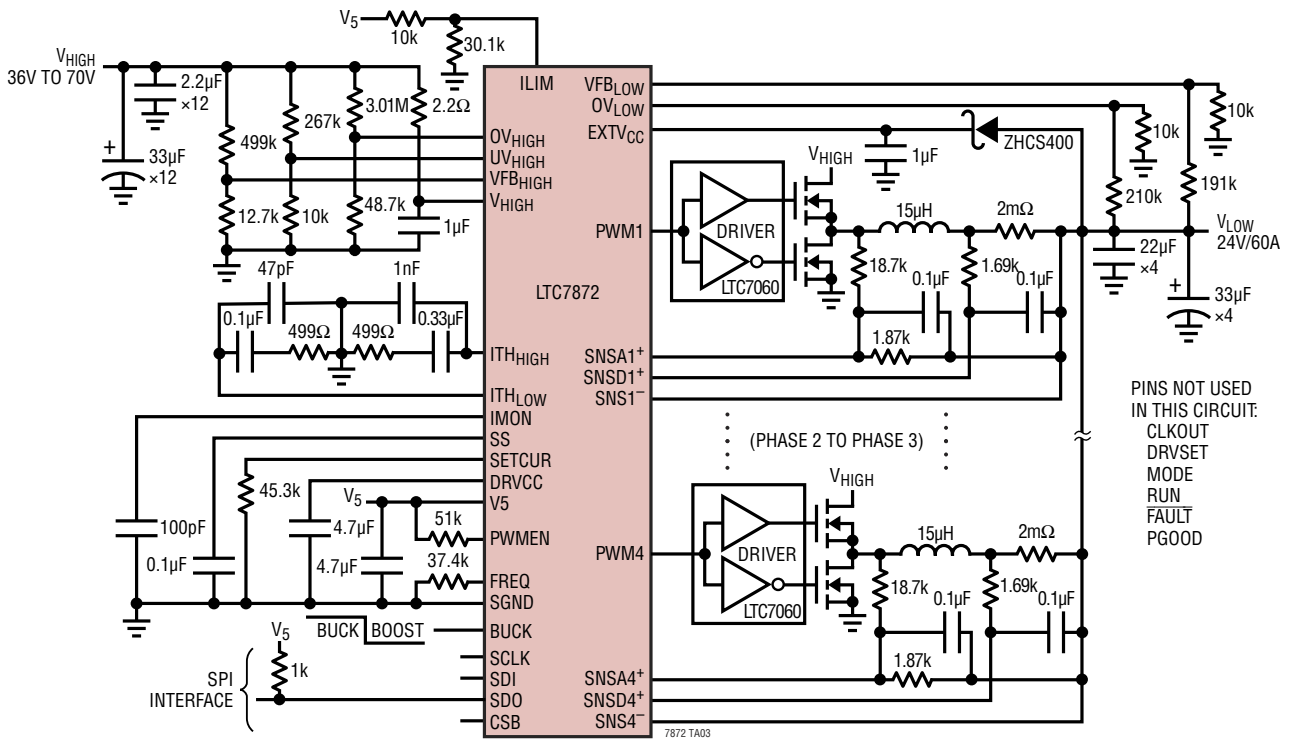 V5
10k
30.1k
VHIGH
36V TO 70V
2.2µF
×12
33µF
×12
499k
12.7k
267k
10k
3.01M
48.7k
2.2Ω
1µF
ILIM
OVHIGH
UVHIGH
VFBHIGH
VHIGH
47pF
1nF
0.1µF
499Ω
499Ω
0.33µF
ITHHIGH
ITHLOW
IMON
SS
SETCUR
DRVCC
V5
PWMEN
FREQ
SGND
BUCK
SCLK
SDI
SDO
CSB
100pF
0.1µF
45.3k
4.7µF
V5
4.7µF
51k
37.4k
BUCK
BOOST
V5
1k
SPI
INTERFACE
LTC7872
VFBLOW
OVLOW
EXTVCC
PWM1
SNSA1+
SNSD1+
SNS1–
PWM4
SNSA4+
SNSD4+
SNS4–
1µF
ZHCS400
10k
10k
210k
191k
VLOW
24V/60A
22µF
×4
33µF
×4
VHIGH
DRIVER
LTC7060
15µH
2mΩ
18.7k
0.1µF
1.69k
0.1µF
1.87k
(PHASE 2 TO PHASE 3)
VHIGH
DRIVER
LTC7060
15µH
2mΩ
18.7k
0.1µF
1.69k
0.1µF
1.87k
PINS NOT USED
IN THIS CIRCUIT:
CLKOUT
DRVSET
MODE
RUN
FAULT
PGOOD
7872 TA03